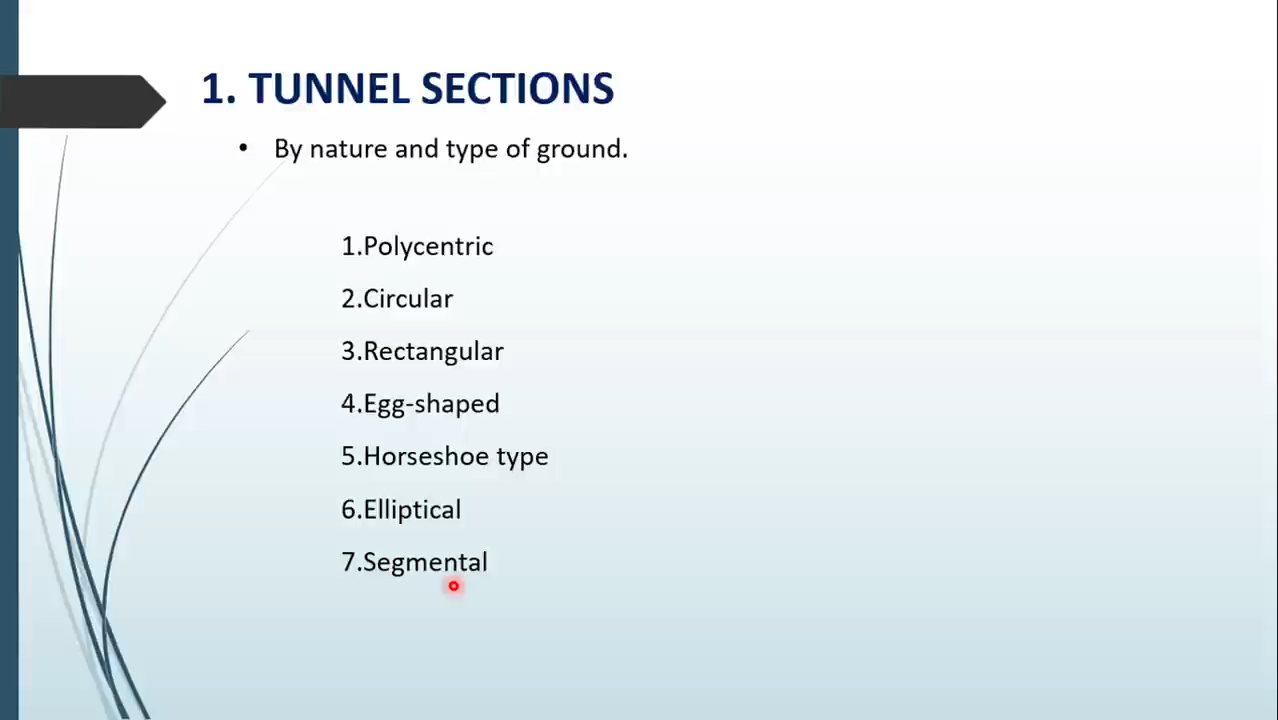 1. TUNNEL SECTIONS
• By nature and type of ground.
1.Polycentric
2.Circular
3.Rectangular
4.Egg-shaped
5.Horseshoe type
6.Elliptical
7.Segmental